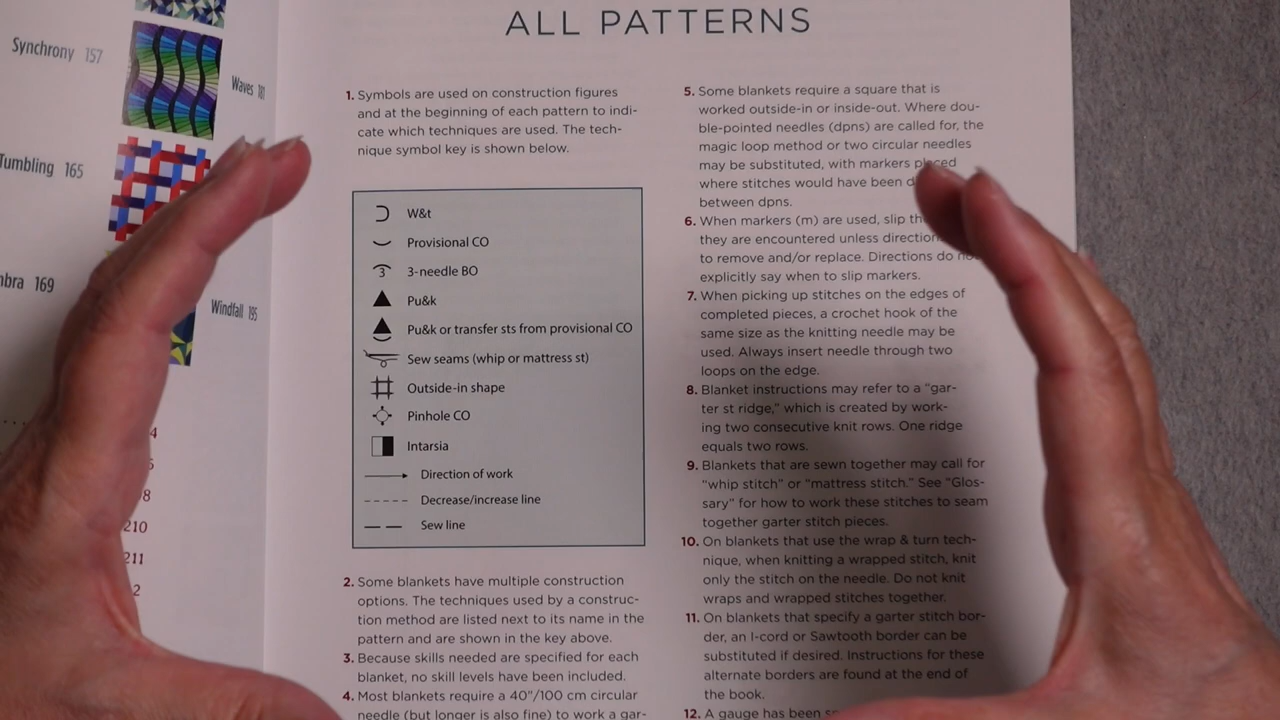 Synchrony 157
Waves 181
Tumbling 165
169
Windfall 195
4
8
210
211
2
ALL PATTERNS
1. Symbols are used on construction figures
and at the beginning of each pattern to indi-
cate which techniques are used. The tech-
nique symbol key is shown below.
W&t
Provisional CO
3
3-needle BO
Pu&k
Pu&k or transfer sts from provisional CO
Sew seams (whip or mattress st)
Outside-in shape
Pinhole CO
Intarsia
Direction of work
Decrease/increase line
Sew line
2. Some blankets have multiple construction
options. The techniques used by a construc-
tion method are listed next to its name in the
pattern and are shown in the key above.
3. Because skills needed are specified for each
blanket, no skill levels have been included.
4. Most blankets require a 40"/100 cm circular
needle (but longer is also fine) to work a gar-
5. Some blankets require a square that is
worked outside-in or inside-out. Where dou-
ble-pointed needles (dpns) are called for, the
magic loop method or two circular needles
may be substituted, with markers placed
where stitches would have been
between dpns.
6. When markers (m) are used, slip
they are encountered unless
to remove and/or replace. Directions do not
explicitly say when to slip markers.
7. When picking up stitches on the edges of
completed pieces, a crochet hook of the
same size as the knitting needle may be
used. Always insert needle through two
loops on the edge.
8. Blanket instructions may refer to a "gar-
ter st ridge," which is created by work-
ing two consecutive knit rows. One ridge
equals two rows.
9. Blankets that are sewn together may call for
"whip stitch" or "mattress stitch." See "Glos-
sary" for how to work these stitches to seam
together garter stitch pieces.
10. On blankets that use the wrap & turn tech-
nique, when knitting a wrapped stitch, knit
only the stitch on the needle. Do not knit
wraps and wrapped stitches together.
11. On blankets that specify a garter stitch bor-
der, an I-cord or Sawtooth border can be
substituted if desired. Instructions for these
alternate borders are found at the end of
the book.
12. A gauge has been